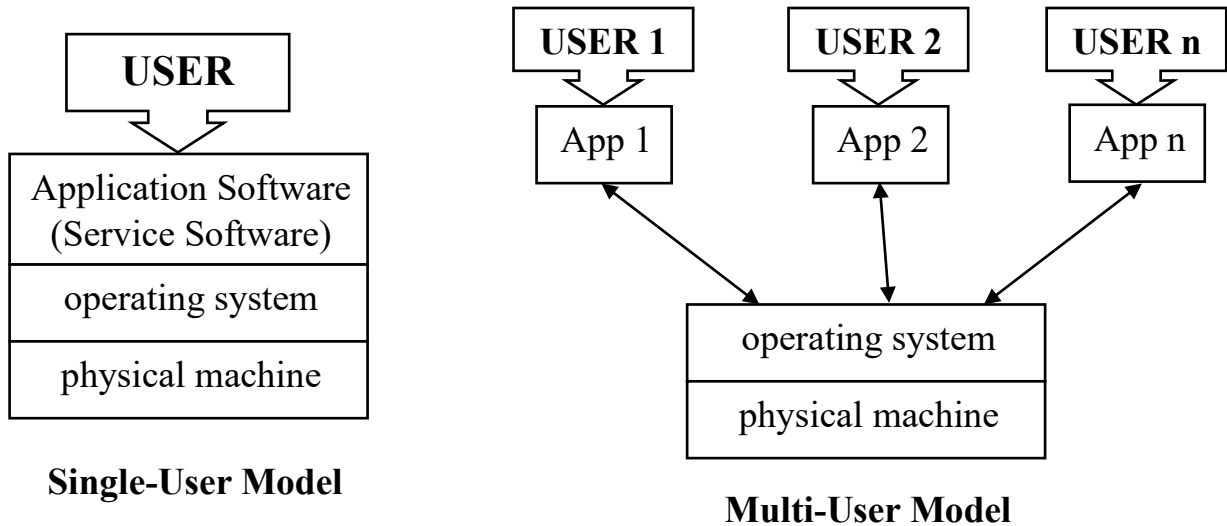 USER
Application Software
(Service Software)
operating system
physical machine
Single-User Model
USER 1
USER 2
USER n
App 1
App 2
App n
operating system
physical machine
Multi-User Model